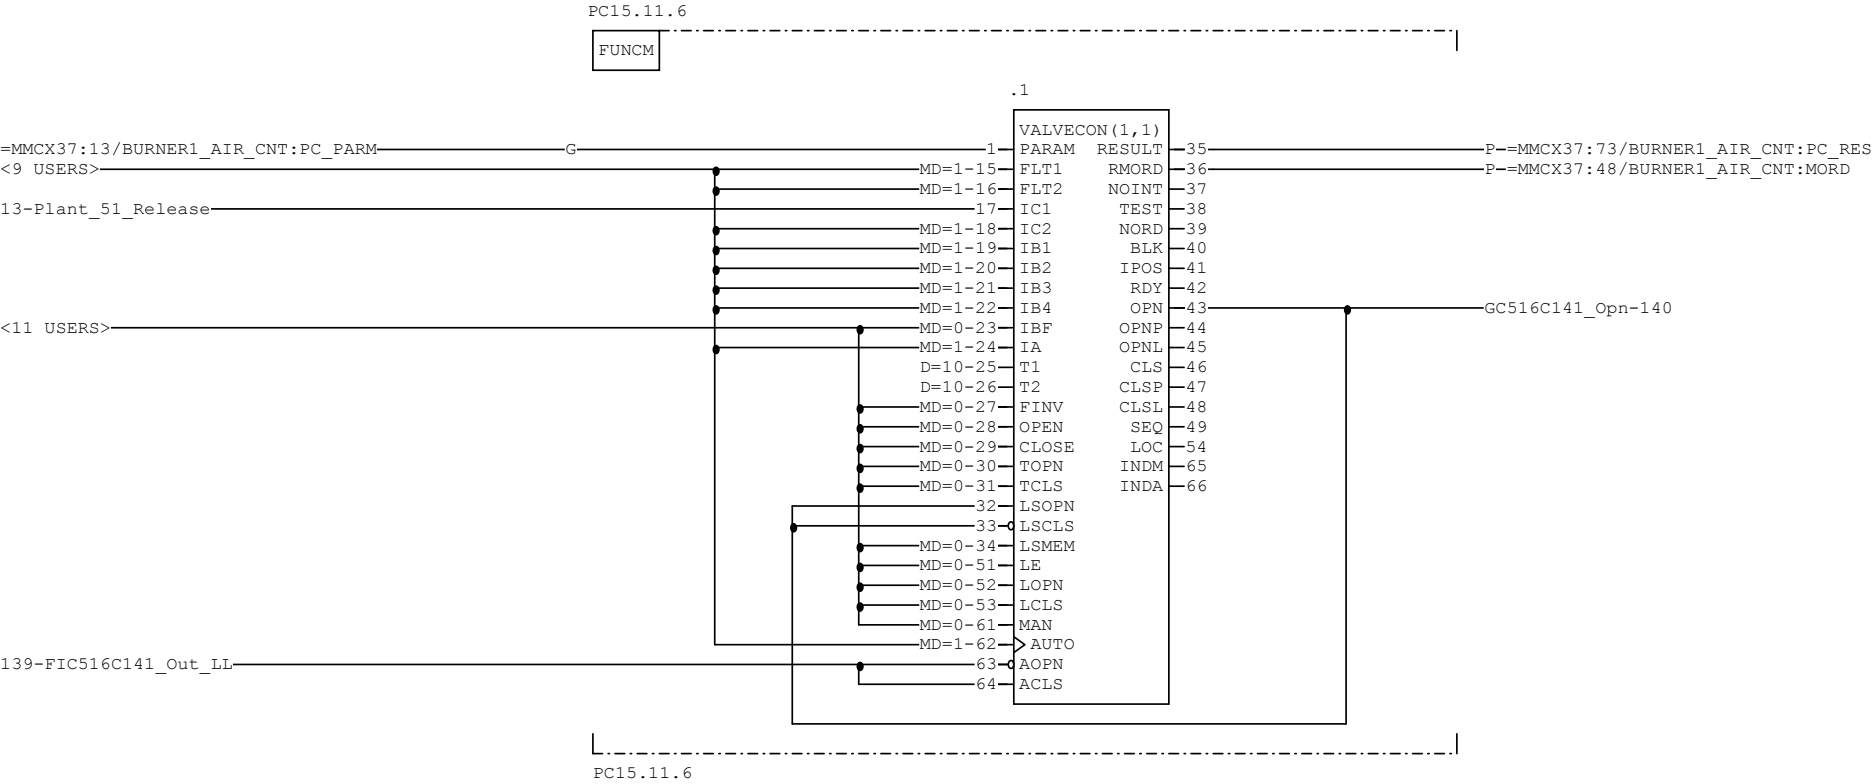 PC15.11.6
FUNCM
.1
VALVECON(1,1)
=MMCX37:13/BURNER1_AIR_CNT:PC_PARM G 1 PARAM RESULT 35 P =MMCX37:73/BURNER1_AIR_CNT:PC_RES
<9 USERS> MD=1-15 FLT1 RMORD 36 P =MMCX37:48/BURNER1_AIR_CNT:MORD
MD=1-16 FLT2 NOINT 37
13-Plant_51_Release 17 IC1 TEST 38
MD=1-18 IC2 NORD 39
MD=1-19 IB1 BLK 40
MD=1-20 IB2 IPOS 41
MD=1-21 IB3 RDY 42
MD=1-22 IB4 OPN 43 GC516C141_Opn-140
<11 USERS> MD=0-23 IBF OPNP 44
MD=1-24 IA OPNL 45
D=10-25 T1 CLS 46
D=10-26 T2 CLSP 47
MD=0-27 FINV CLSL 48
MD=0-28 OPEN SEQ 49
MD=0-29 CLOSE LOC 54
MD=0-30 TOPN INDM 65
MD=0-31 TCLS INDA 66
32 LSOPN
33 LSCLS
MD=0-34 LSMEM
MD=0-51 LE
MD=0-52 LOPN
MD=0-53 LCLS
MD=0-61 MAN
MD=1-62 AUTO
139-FIC516C141_Out_LL 63 AOPN
64 ACLS
PC15.11.6